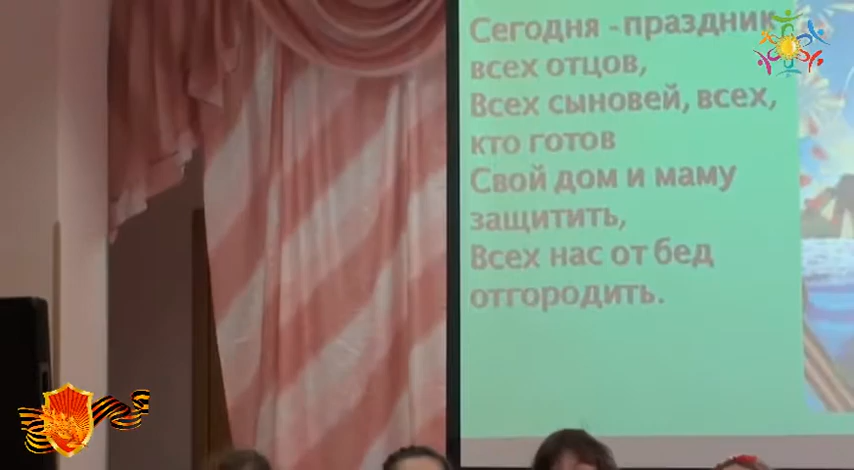 Сегодня -праздник
всех отцов,
Всех сыновей, всех,
кто готов
Свой дом и маму
защитить,
Всех нас от бед
отгородить.